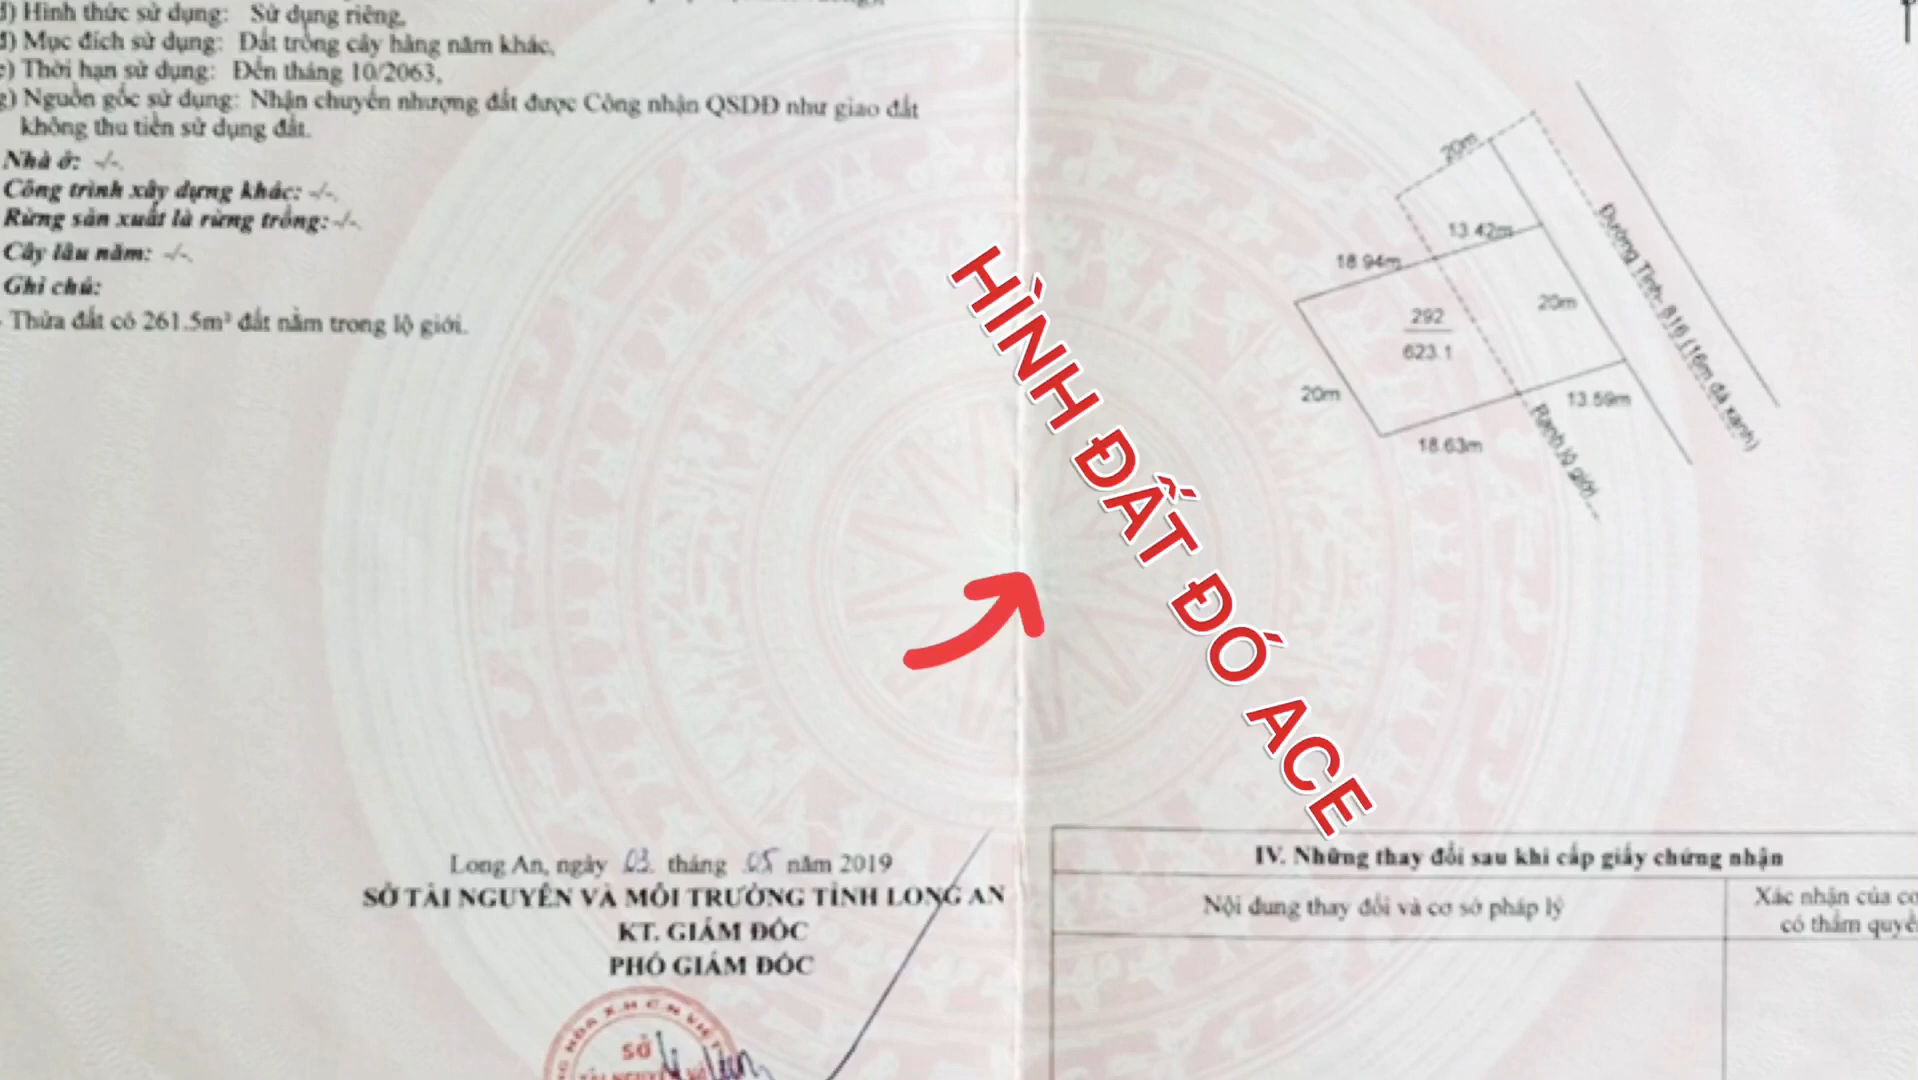 Hình thức sử dụng: Sử dụng riêng,
Mục đích sử dụng: Đất trồng cây hàng năm khác,
Thời hạn sử dụng: Đến tháng 10/2063,
g) Nguồn gốc sử dụng: Nhận chuyển nhượng đất được Công nhận QSDĐ như giao đất
không thu tiền sử dụng đất.
Nhà ở: -/-.
Công trình xây dựng khác: -/-.
Rừng sản xuất là rừng trồng: -/-.
Cây lâu năm: -/-.
Ghi chú:
- Thửa đất có 261.5m² đất nằm trong lộ giới.
20m
13.42m
18.94m
292
623.1
20m
20m
13.59m
18.63m
Đường Tỉnh 816 (16m đá xanh)
Ranh lộ giới
HÌNH ĐẤT ĐÓ ACE
Long An, ngày 03 tháng 05 năm 2019
SỞ TÀI NGUYÊN VÀ MÔI TRƯỜNG TỈNH LONG AN
KT. GIÁM ĐỐC
PHÓ GIÁM ĐỐC
SỞ
IV. Những thay đổi sau khi cấp giấy chứng nhận
Nội dung thay đổi và cơ sở pháp lý
Xác nhận của cơ
có thẩm quyề